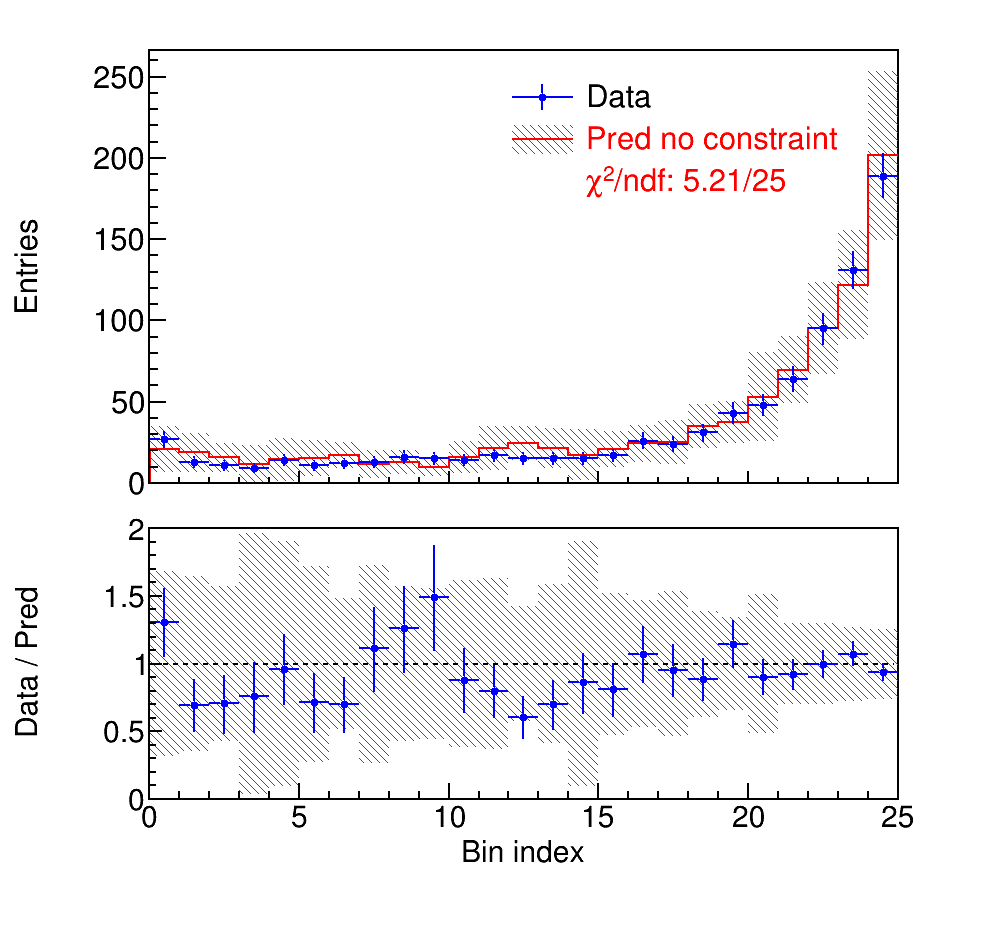 250
200
150
100
50
0
Entries
Data
Pred no constraint
χ²/ndf: 5.21/25
2
1.5
1
0.5
0
Data / Pred
0 5 10 15 20 25
Bin index